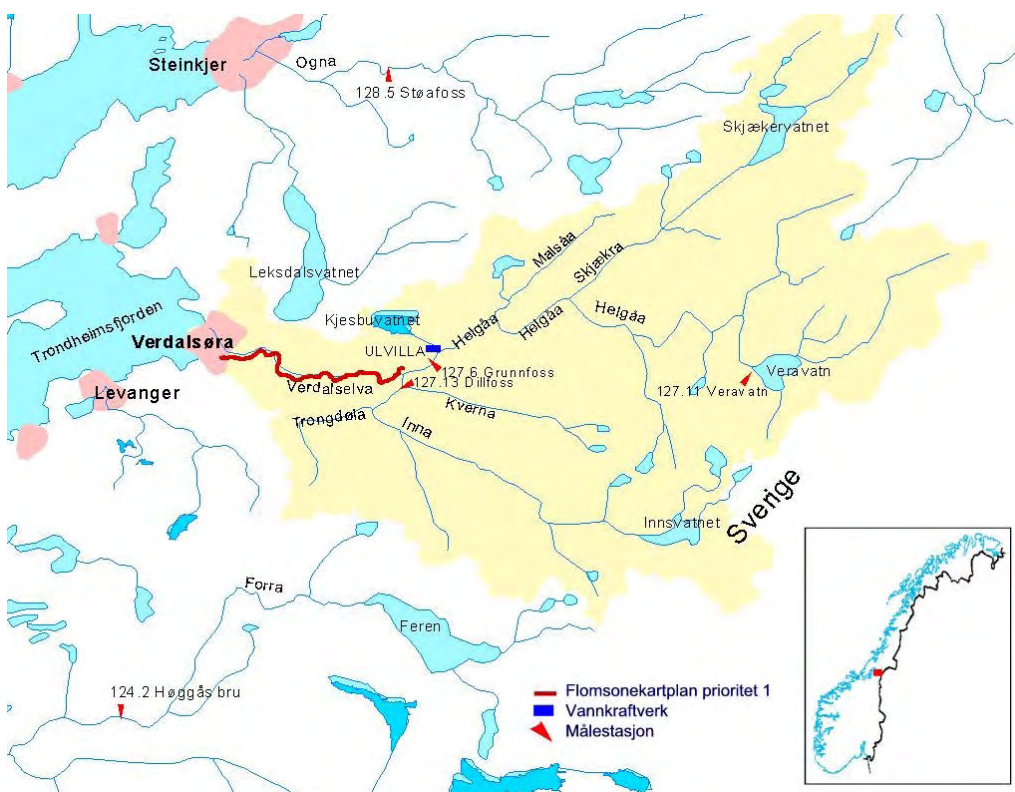 Steinkjer
Ogna
128.5 Støafoss
Skjækervatnet
Malsåa
Skjækra
Leksdalsvatnet
Trondheimsfjorden
Kjesbuvatnet
Helgåa
Helgåa
Helgåa
Verdalsøra
ULVILLA
127.6 Grunnfoss
127.13 Dillfoss
Veravatn
127.11 Veravatn
Levanger
Verdalselva
Kverna
Trongdøla
Inna
Sverige
Innsvatnet
Forra
Feren
124.2 Høggås bru
Flomsonekartplan prioritet 1
Vannkraftverk
Målestasjon